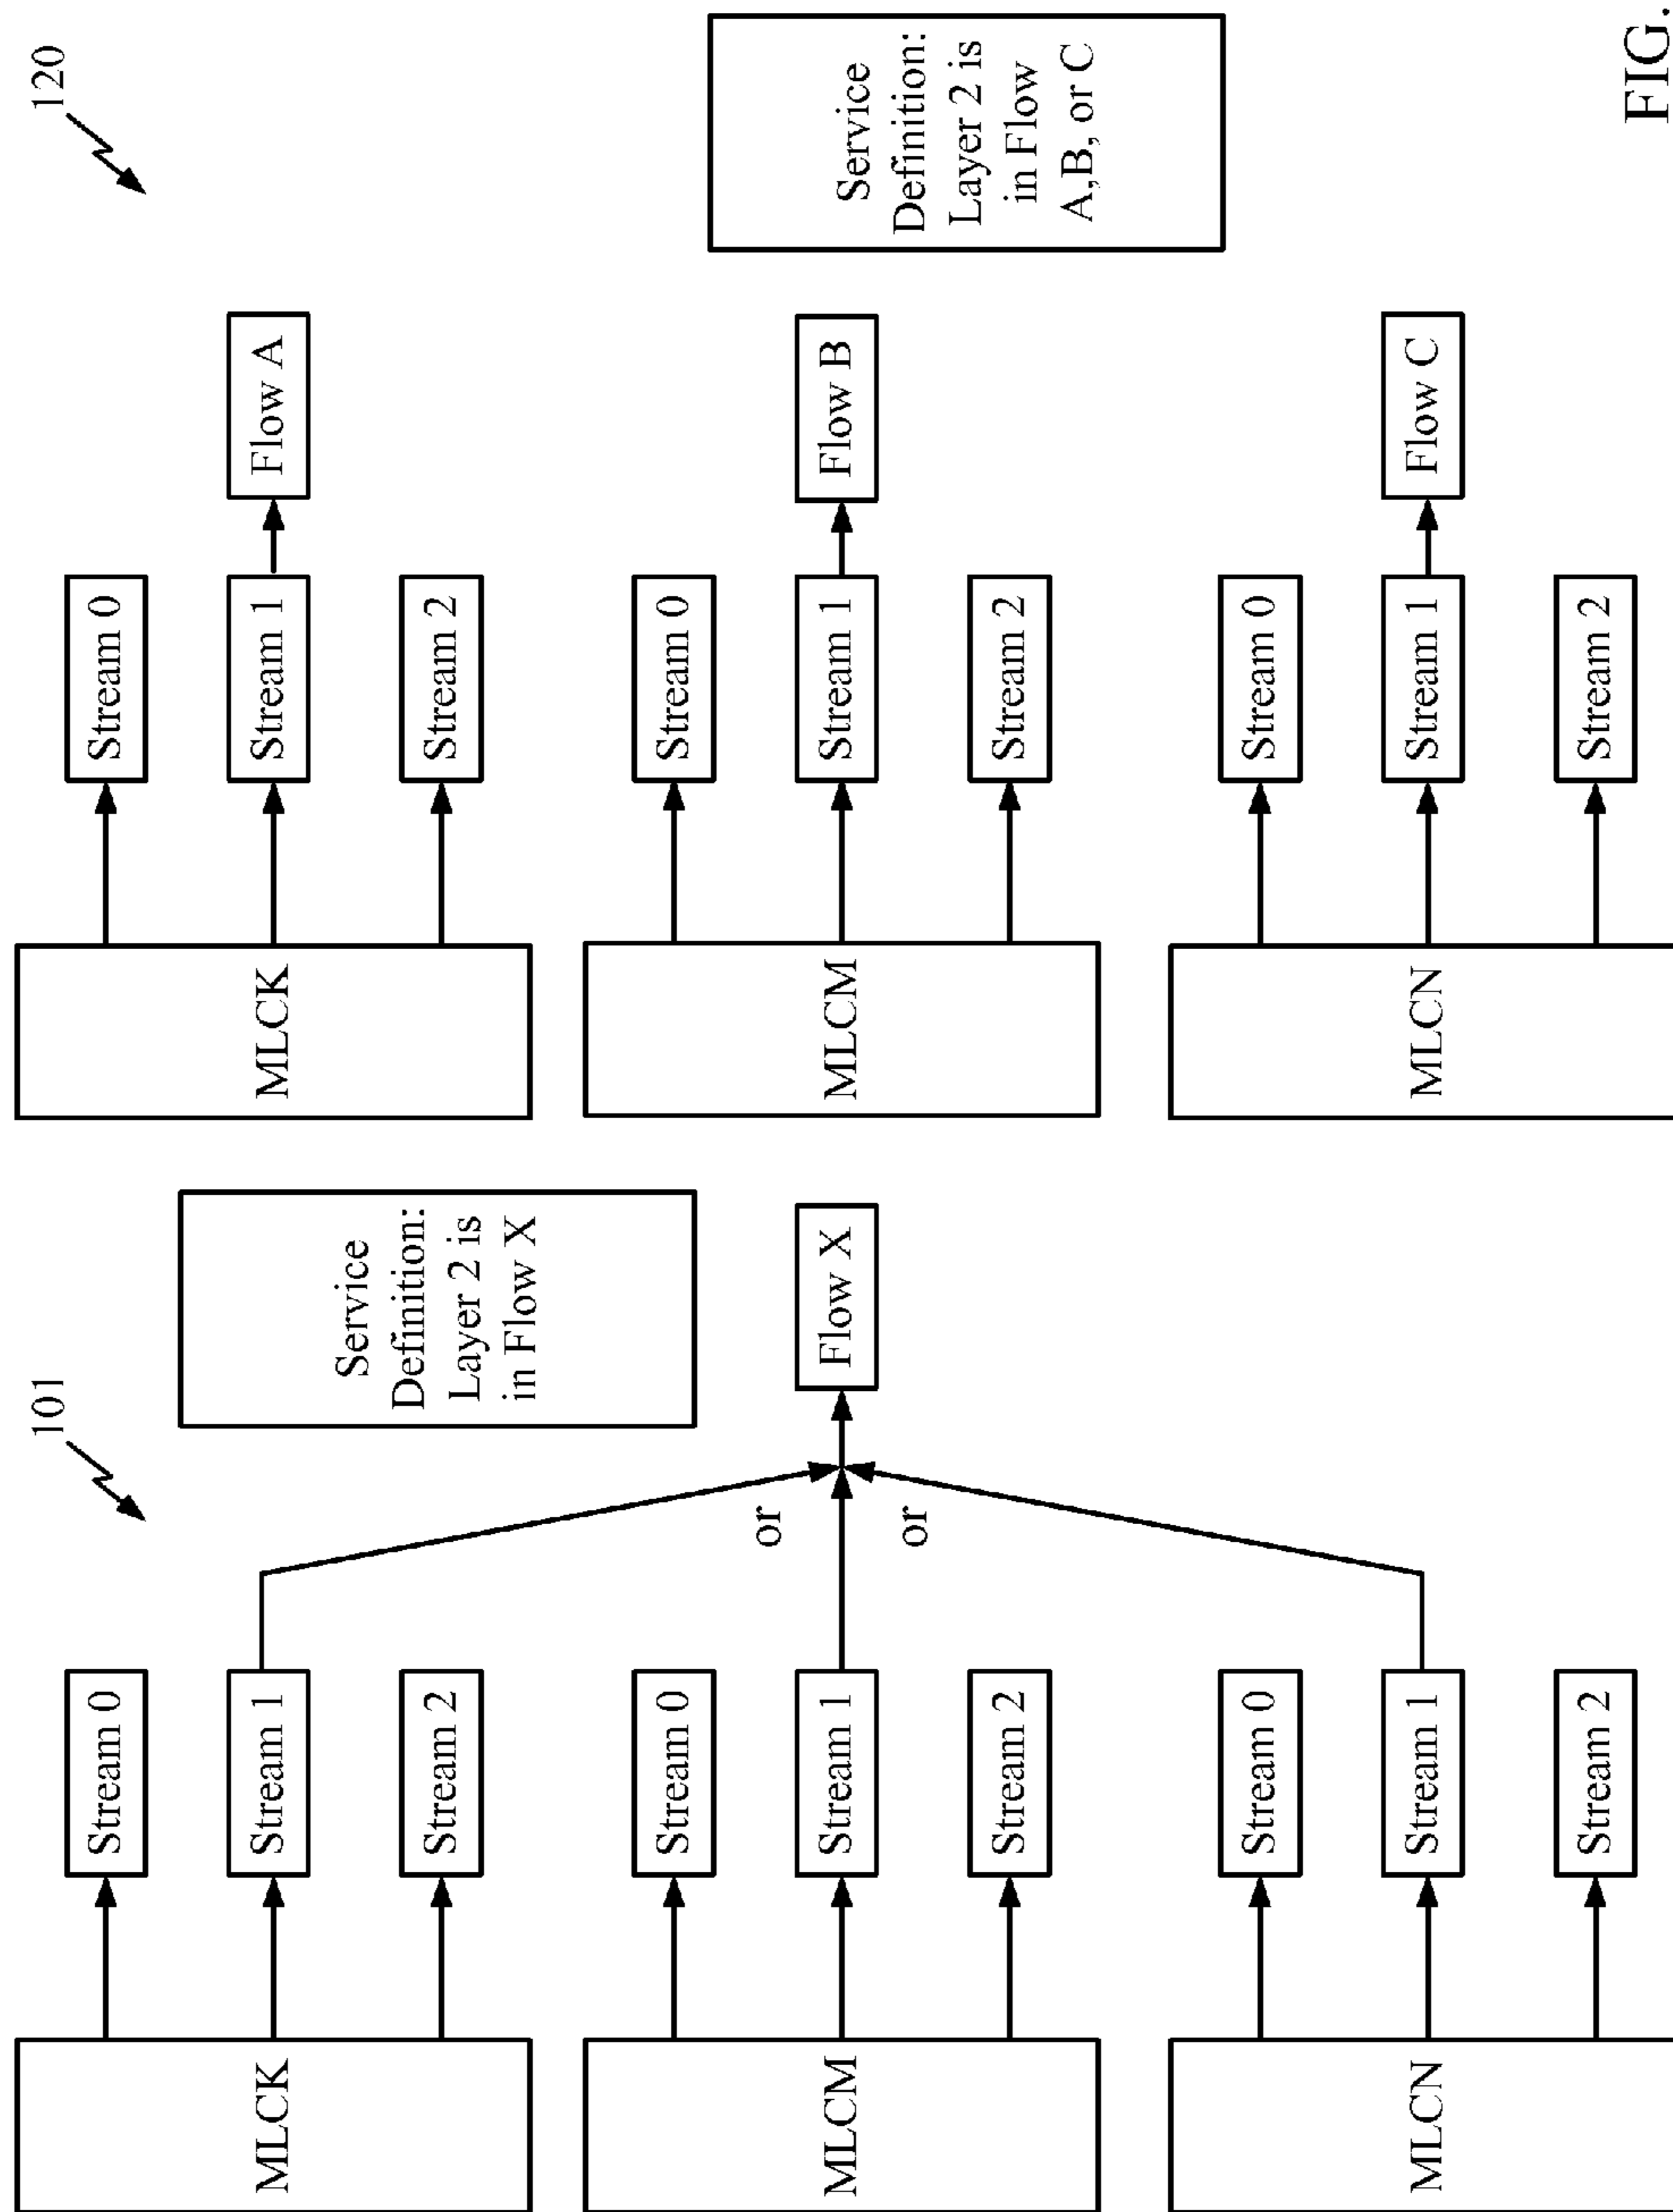 101
MLCK
Stream 0
Stream 1
Stream 2
MLCM
Stream 0
Stream 1
Stream 2
MLCN
Stream 0
Stream 1
Stream 2
or
or
Flow X
Service
Definition:
Layer 2 is
in Flow X
120
MLCK
Stream 0
Stream 1
Stream 2
Flow A
MLCM
Stream 0
Stream 1
Stream 2
Flow B
MLCN
Stream 0
Stream 1
Stream 2
Flow C
Service
Definition:
Layer 2 is
in Flow
A,B, or C
FIG.